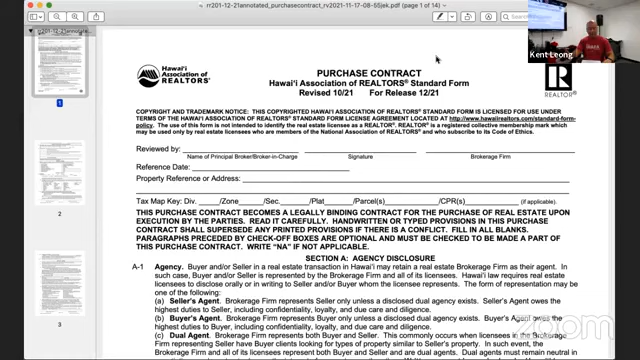 rr201-12-21annotated_purchasecontract_rv2021-11-17-08-55jek.pdf (page 1 of 14)
Search
Kent Leong
rr201-12-21annotated...
1
2
3
Hawai'i
Association of
REALTORS®
PURCHASE CONTRACT
Hawai'i Association of REALTORS® Standard Form
Revised 10/21 For Release 12/21
REALTOR®
COPYRIGHT AND TRADEMARK NOTICE: THIS COPYRIGHTED HAWAI'I ASSOCIATION OF REALTORS® STANDARD FORM IS LICENSED FOR USE UNDER
TERMS OF THE HAWAI'I ASSOCIATION OF REALTORS® STANDARD FORM LICENSE AGREEMENT LOCATED AT http://www.hawaiirealtors.com/standard-form-
policy. The use of this form is not intended to identify the real estate licensee as a REALTOR®. REALTOR® is a registered collective membership mark which
may be used only by real estate licensees who are members of the National Association of REALTORS® and who subscribe to its Code of Ethics.
Reviewed by:
Name of Principal Broker/Broker-in-Charge Signature Brokerage Firm
Reference Date:
Property Reference or Address:
Tax Map Key: Div. /Zone /Sec. /Plat /Parcel(s) /CPR(s) (if applicable).
THIS PURCHASE CONTRACT BECOMES A LEGALLY BINDING CONTRACT FOR THE PURCHASE OF REAL ESTATE UPON
EXECUTION BY THE PARTIES. READ IT CAREFULLY. HANDWRITTEN OR TYPED PROVISIONS IN THIS PURCHASE
CONTRACT SHALL SUPERSEDE ANY PRINTED PROVISIONS IF THERE IS A CONFLICT. FILL IN ALL BLANKS.
PARAGRAPHS PRECEDED BY CHECK-OFF BOXES ARE OPTIONAL AND MUST BE CHECKED TO BE MADE A PART OF
THIS PURCHASE CONTRACT. WRITE "NA" IF NOT APPLICABLE.
SECTION A: AGENCY DISCLOSURE
A-1 Agency. Buyer and/or Seller in a real estate transaction in Hawai'i may retain a real estate Brokerage Firm as their agent. In
such case, Buyer and/or Seller is represented by the Brokerage Firm and all of its licensees. Hawai'i law requires real estate
licensees to disclose orally or in writing to Seller and/or Buyer whom the licensee represents. The form of representation may be
one of the following:
(a) Seller's Agent. Brokerage Firm represents Seller only unless a disclosed dual agency exists. Seller's Agent owes the
highest duties to Seller, including confidentiality, loyalty, and due care and diligence.
(b) Buyer's Agent. Brokerage Firm represents Buyer only unless a disclosed dual agency exists. Buyer's Agent owes the
highest duties to Buyer, including confidentiality, loyalty, and due care and diligence.
(c) Dual Agent. Brokerage Firm represents both Buyer and Seller. This commonly occurs when licensees in the Brokerage
Firm representing Seller have Buyer clients looking for types of property similar to Seller's property. In such event, the
Brokerage Firm and all of its licensees represent both Buyer and Seller and are dual agents. Dual agents must remain neutral in
zoom